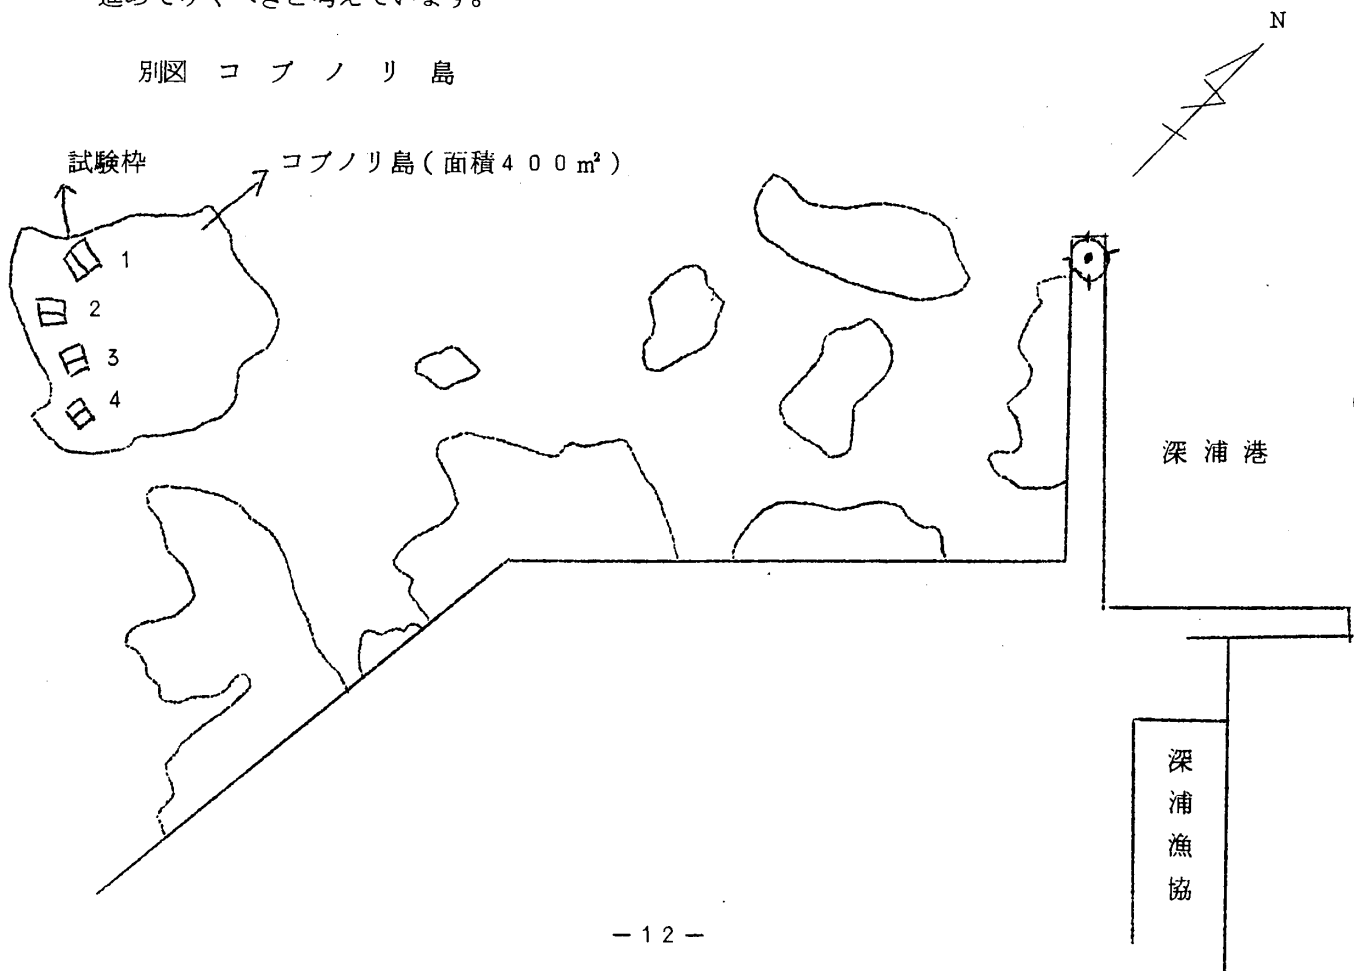 進めてゆくべきと考えています。
N
別図 コブノリ島
試験枠
コブノリ島(面積400㎡)
1
2
3
4
深浦港
深浦漁協
－12－